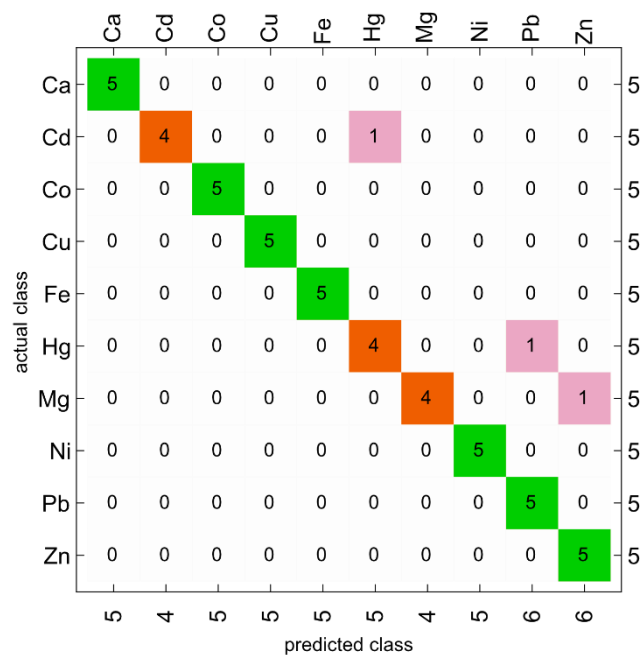 Ca Cd Co Cu Fe Hg Mg Ni Pb Zn
Ca 5 0 0 0 0 0 0 0 0 0 5
Cd 0 4 0 0 0 1 0 0 0 0 5
Co 0 0 5 0 0 0 0 0 0 0 5
Cu 0 0 0 5 0 0 0 0 0 0 5
Fe 0 0 0 0 5 0 0 0 0 0 5
actual class
Hg 0 0 0 0 0 4 0 0 1 0 5
Mg 0 0 0 0 0 0 4 0 0 1 5
Ni 0 0 0 0 0 0 0 5 0 0 5
Pb 0 0 0 0 0 0 0 0 5 0 5
Zn 0 0 0 0 0 0 0 0 0 5 5
5 4 5 5 5 5 4 5 6 6
predicted class